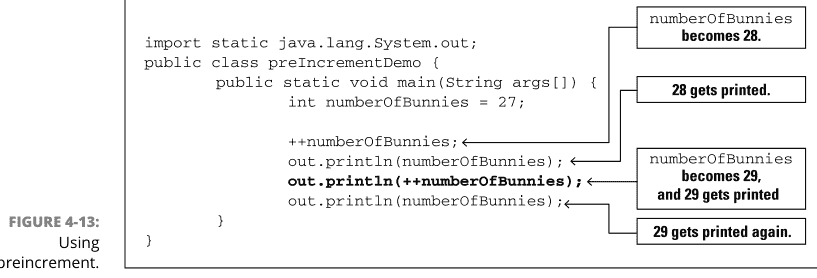 import static java.lang.System.out;
public class preIncrementDemo {
public static void main(String args[]) {
int numberOfBunnies = 27;
++numberOfBunnies;
out.println(numberOfBunnies);
out.println(++numberOfBunnies);
out.println(numberOfBunnies);
}
}
numberOfBunnies
becomes 28.
28 gets printed.
numberOfBunnies
becomes 29,
and 29 gets printed
29 gets printed again.
FIGURE 4-13:
Using
preincrement.